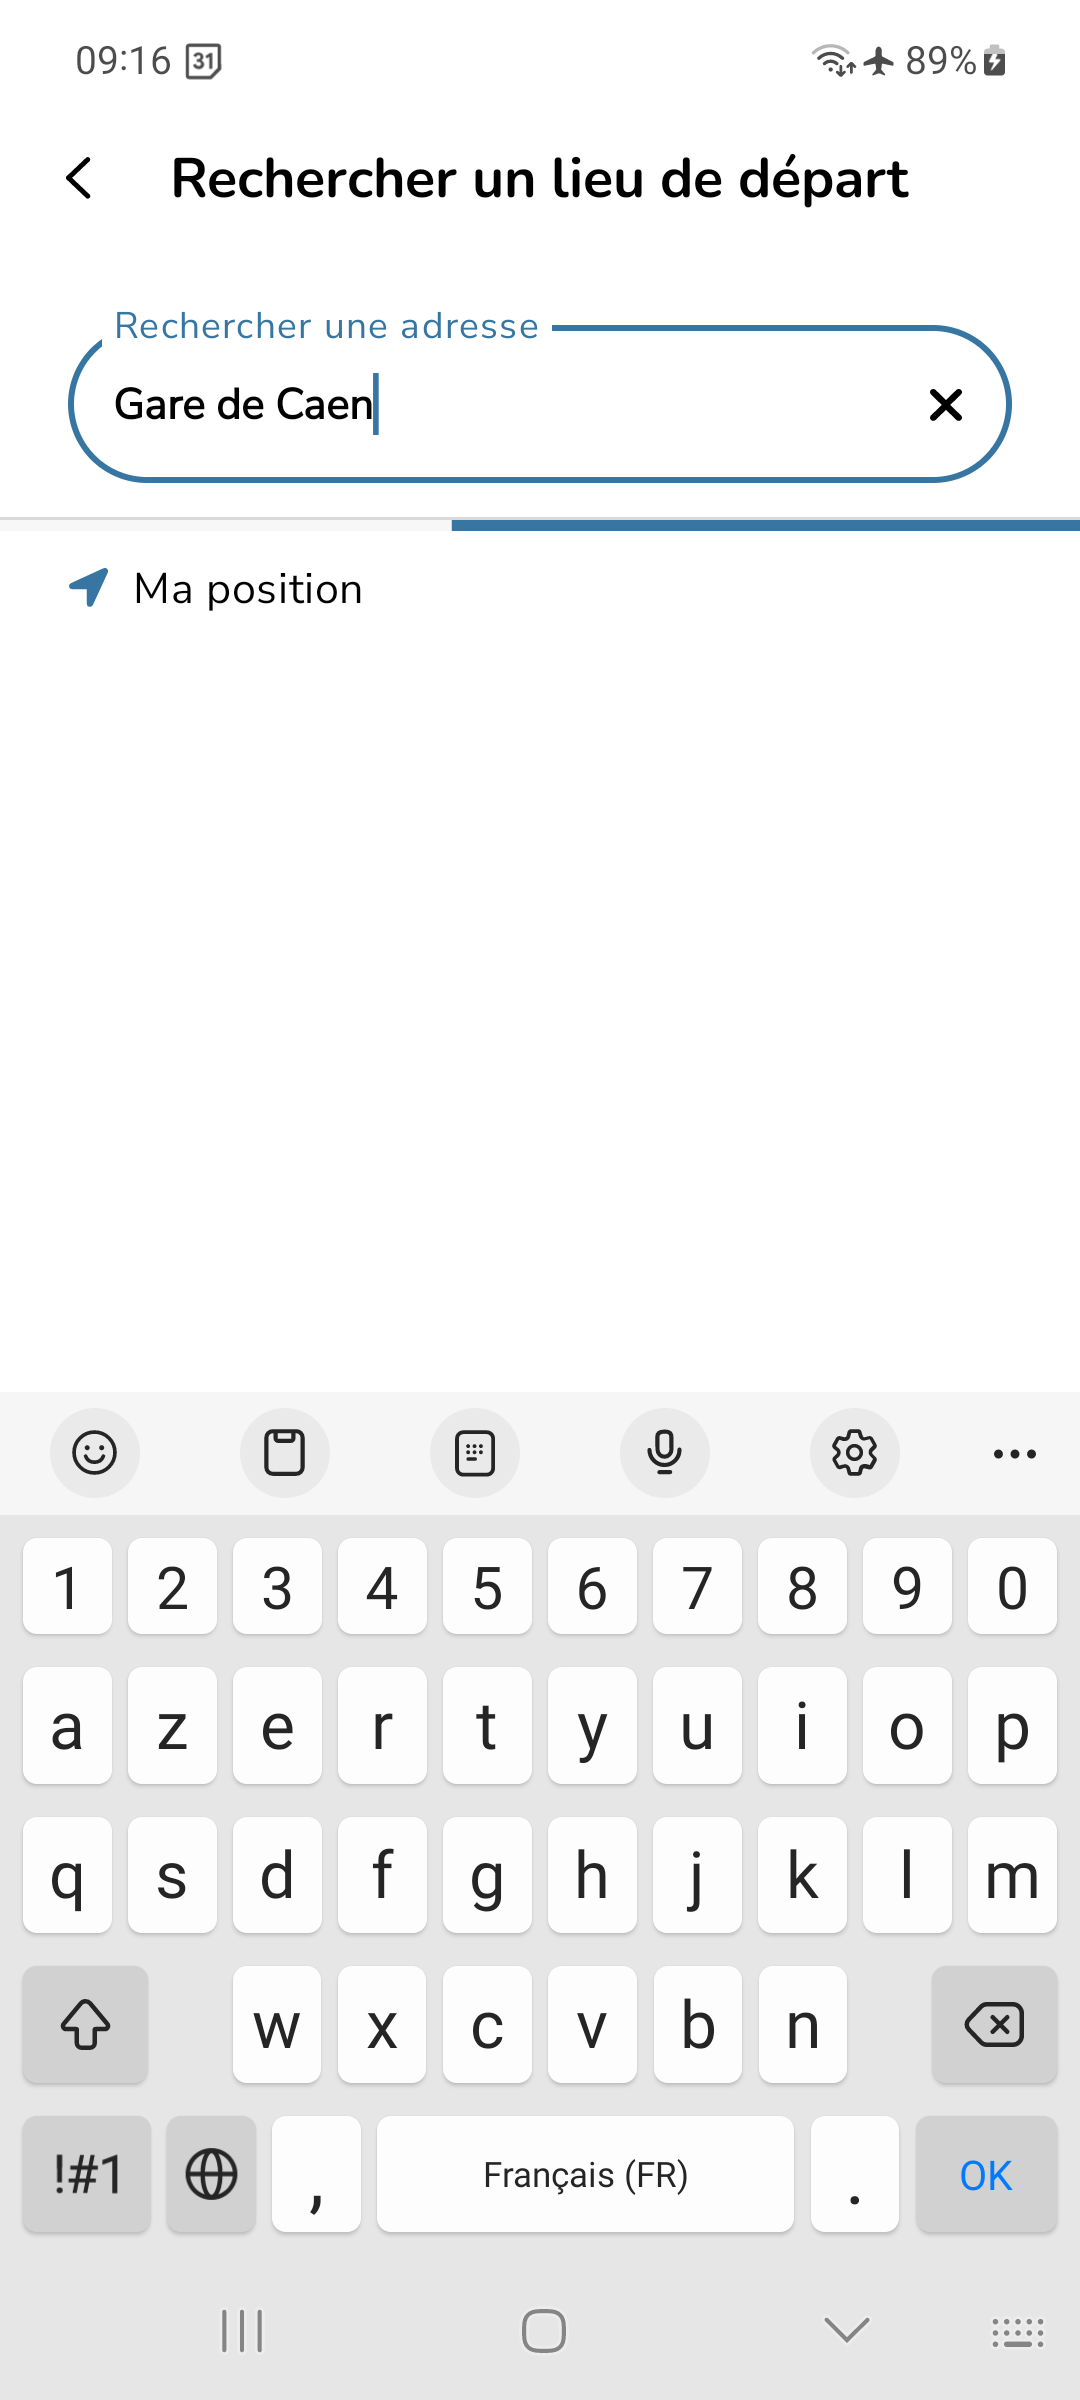 09:16 31 89%
Rechercher un lieu de départ
Rechercher une adresse
Gare de Caen
Ma position
1 2 3 4 5 6 7 8 9 0
a z e r t y u i o p
q s d f g h j k l m
w x c v b n
!#1 , Français (FR) . OK